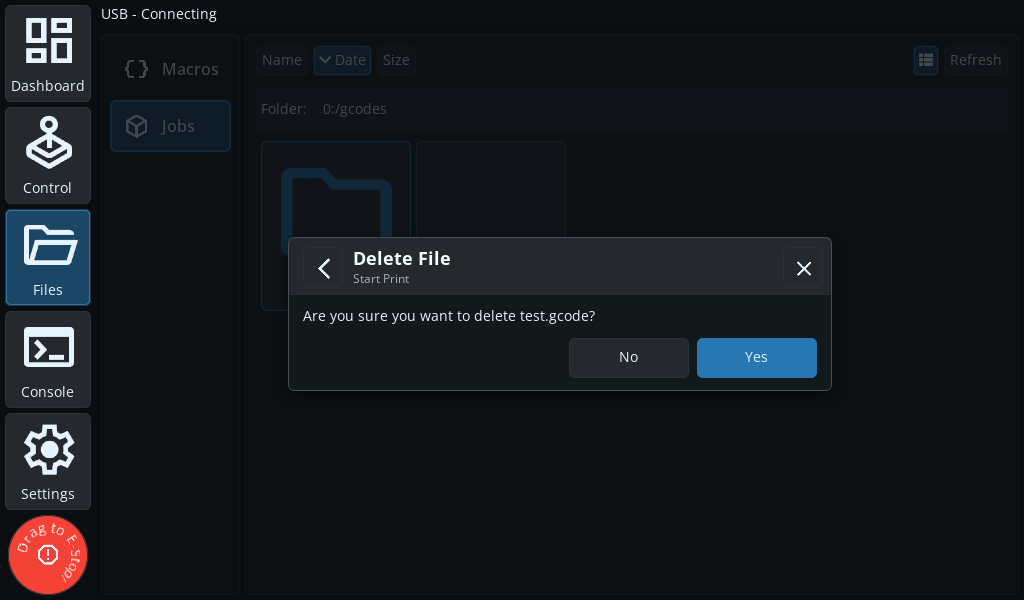 USB - Connecting
Dashboard
Control
Files
Console
Settings
Drag to E-Stop!
Macros
Jobs
Name
Date
Size
Refresh
Folder: 0:/gcodes
Delete File
Start Print
Are you sure you want to delete test.gcode?
No
Yes